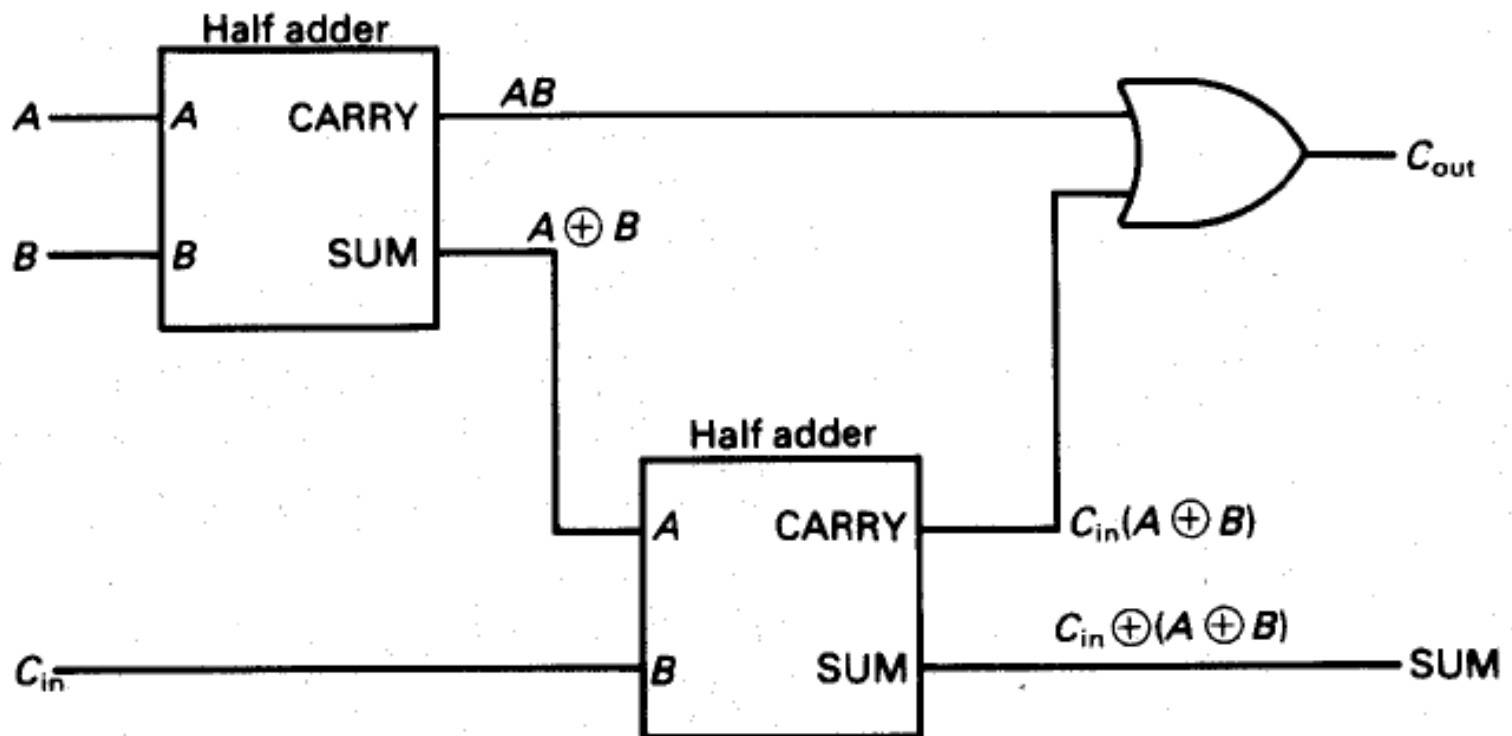 Half adder
A
A
CARRY
AB
C_out
B
B
SUM
A ⊕ B
Half adder
A
CARRY
C_in(A ⊕ B)
C_in ⊕ (A ⊕ B)
C_in
B
SUM
SUM